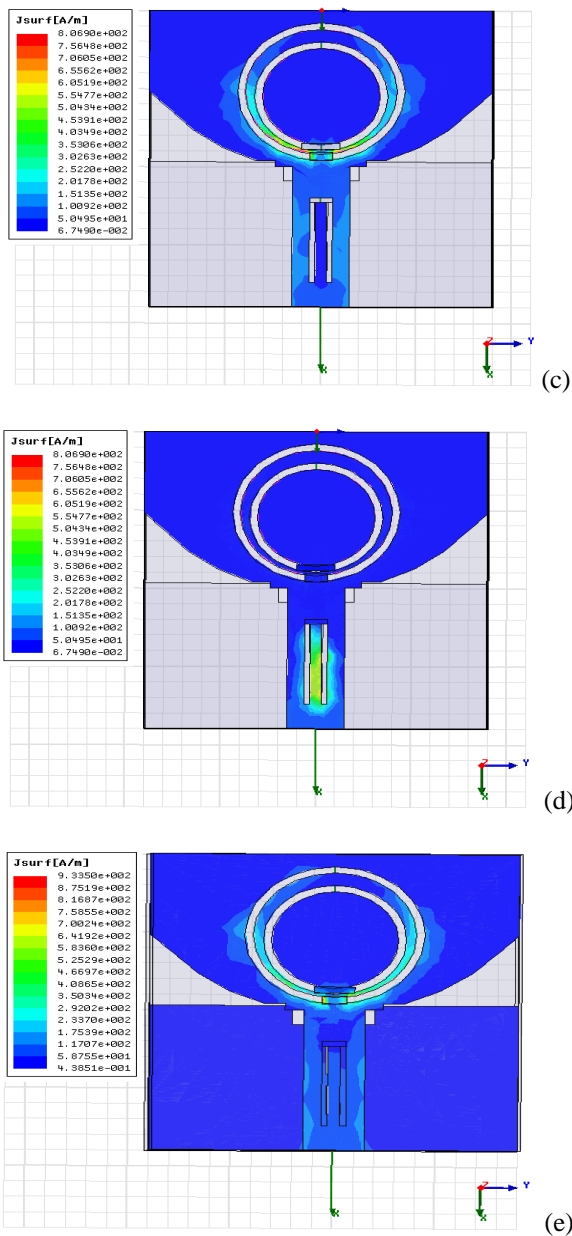 Jsurf[A/m]
8.0690e+002
7.5648e+002
7.0605e+002
6.5562e+002
6.0519e+002
5.5477e+002
5.0434e+002
4.5391e+002
4.0349e+002
3.5306e+002
3.0263e+002
2.5220e+002
2.0178e+002
1.5135e+002
1.0092e+002
5.0495e+001
6.7490e-002
Z
Y
X
X
(c)
Jsurf[A/m]
8.0690e+002
7.5648e+002
7.0605e+002
6.5562e+002
6.0519e+002
5.5477e+002
5.0434e+002
4.5391e+002
4.0349e+002
3.5306e+002
3.0263e+002
2.5220e+002
2.0178e+002
1.5135e+002
1.0092e+002
5.0495e+001
6.7490e-002
Z
Y
X
X
(d)
Jsurf[A/m]
9.3350e+002
8.7519e+002
8.1687e+002
7.5855e+002
7.0024e+002
6.4192e+002
5.8360e+002
5.2529e+002
4.6697e+002
4.0865e+002
3.5034e+002
2.9202e+002
2.3370e+002
1.7539e+002
1.1707e+002
5.8755e+001
4.3851e-001
Z
Y
X
X
(e)